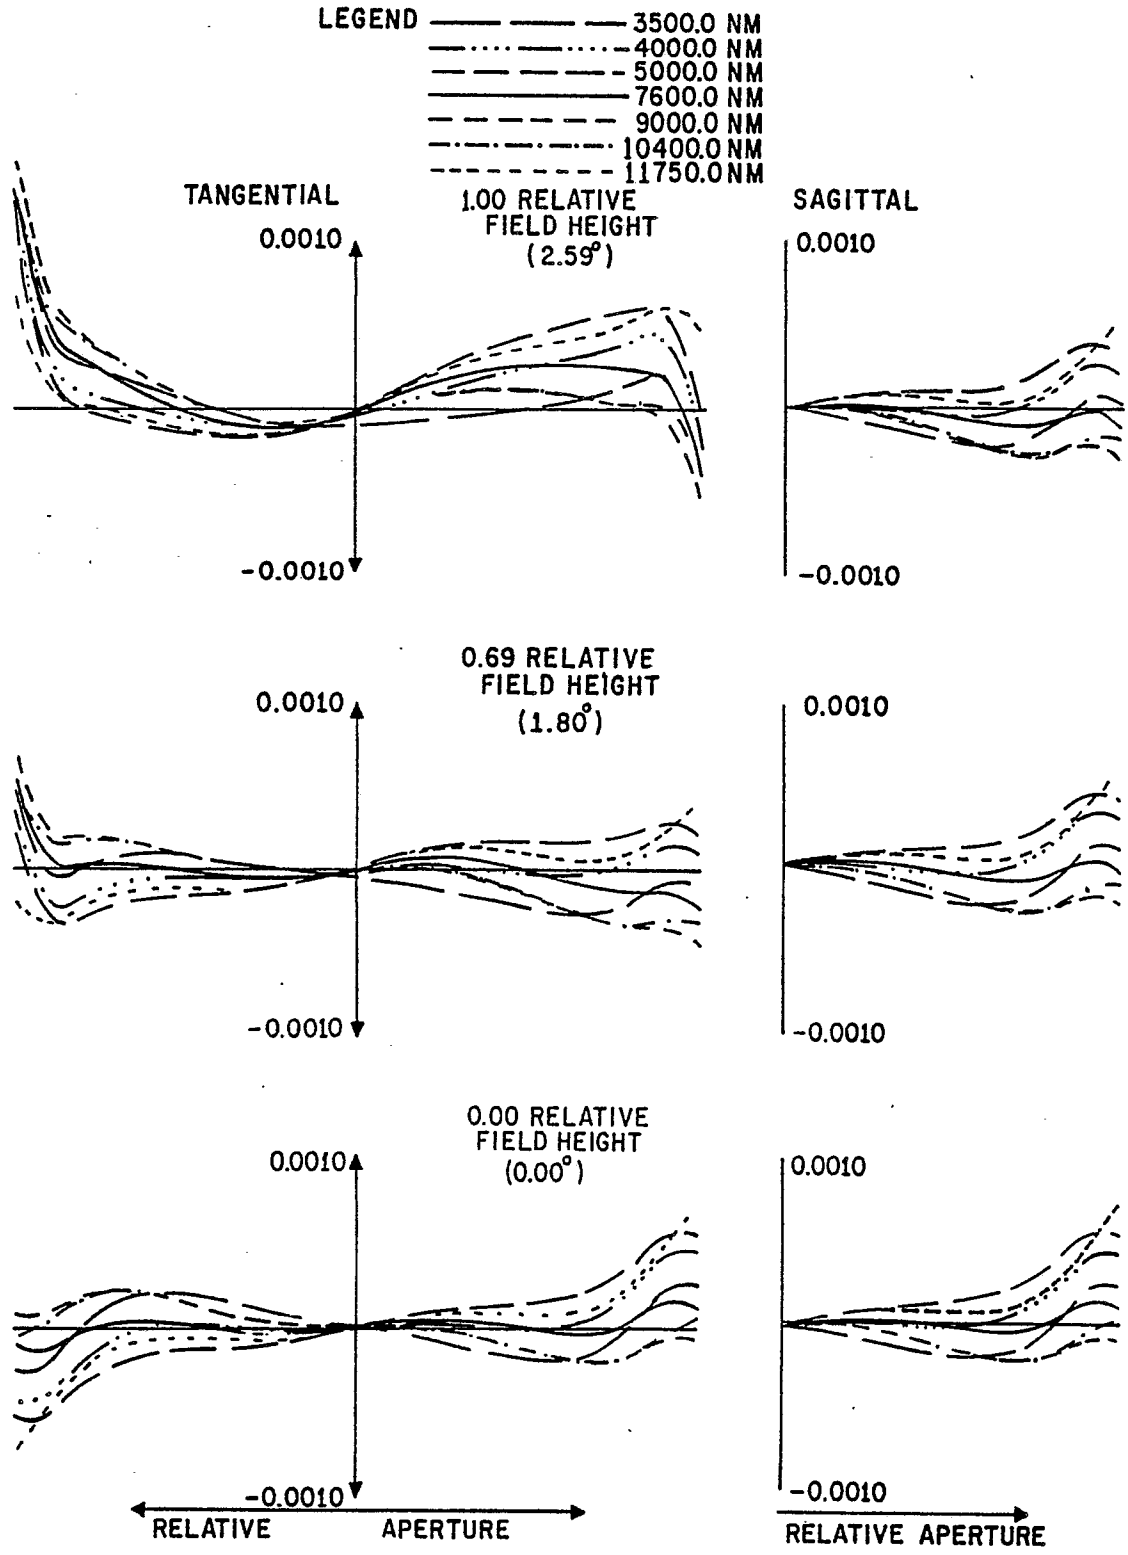 LEGEND
3500.0 NM
4000.0 NM
5000.0 NM
7600.0 NM
9000.0 NM
10400.0 NM
11750.0 NM
TANGENTIAL
1.00 RELATIVE
FIELD HEIGHT
(2.59°)
SAGITTAL
0.0010
0.0010
-0.0010
-0.0010
0.69 RELATIVE
FIELD HEIGHT
(1.80°)
0.0010
0.0010
-0.0010
-0.0010
0.00 RELATIVE
FIELD HEIGHT
(0.00°)
0.0010
0.0010
-0.0010
-0.0010
RELATIVE APERTURE
RELATIVE APERTURE